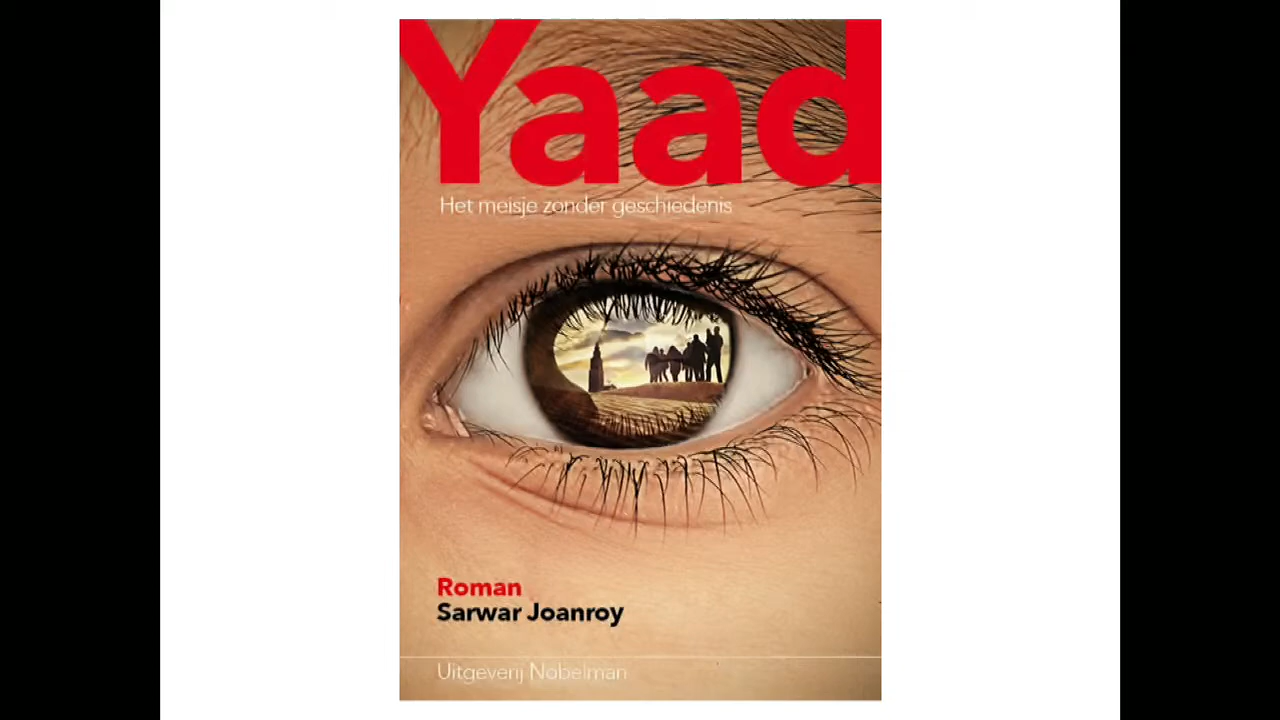 Yaad
Het meisje zonder geschiedenis
Roman
Sarwar Joanroy
Uitgeverij Nobelman